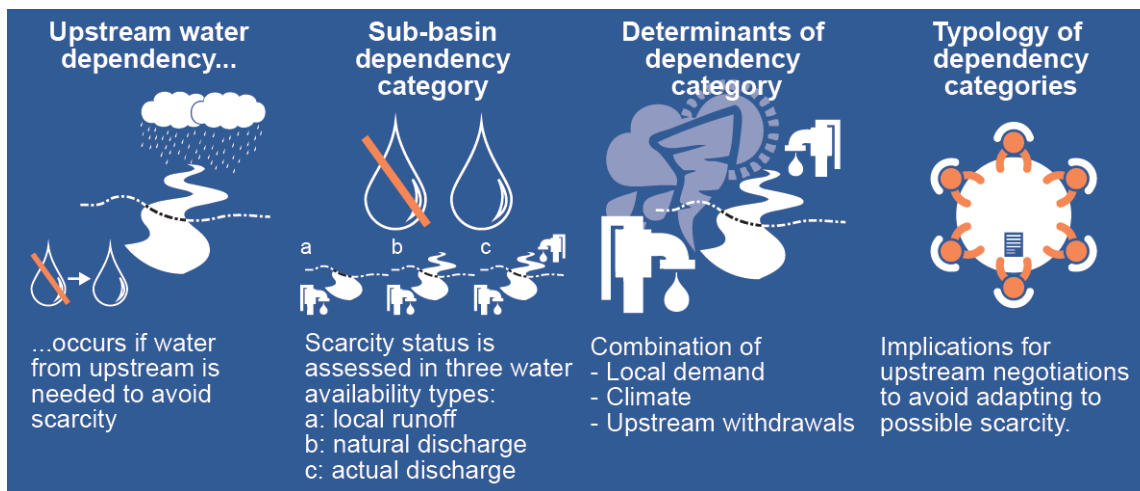 Upstream water
dependency...
...occurs if water
from upstream is
needed to avoid
scarcity
Sub-basin
dependency
category
a
b
c
Scarcity status is
assessed in three water
availability types:
a: local runoff
b: natural discharge
c: actual discharge
Determinants of
dependency
category
Combination of
- Local demand
- Climate
- Upstream withdrawals
Typology of
dependency
categories
Implications for
upstream negotiations
to avoid adapting to
possible scarcity.